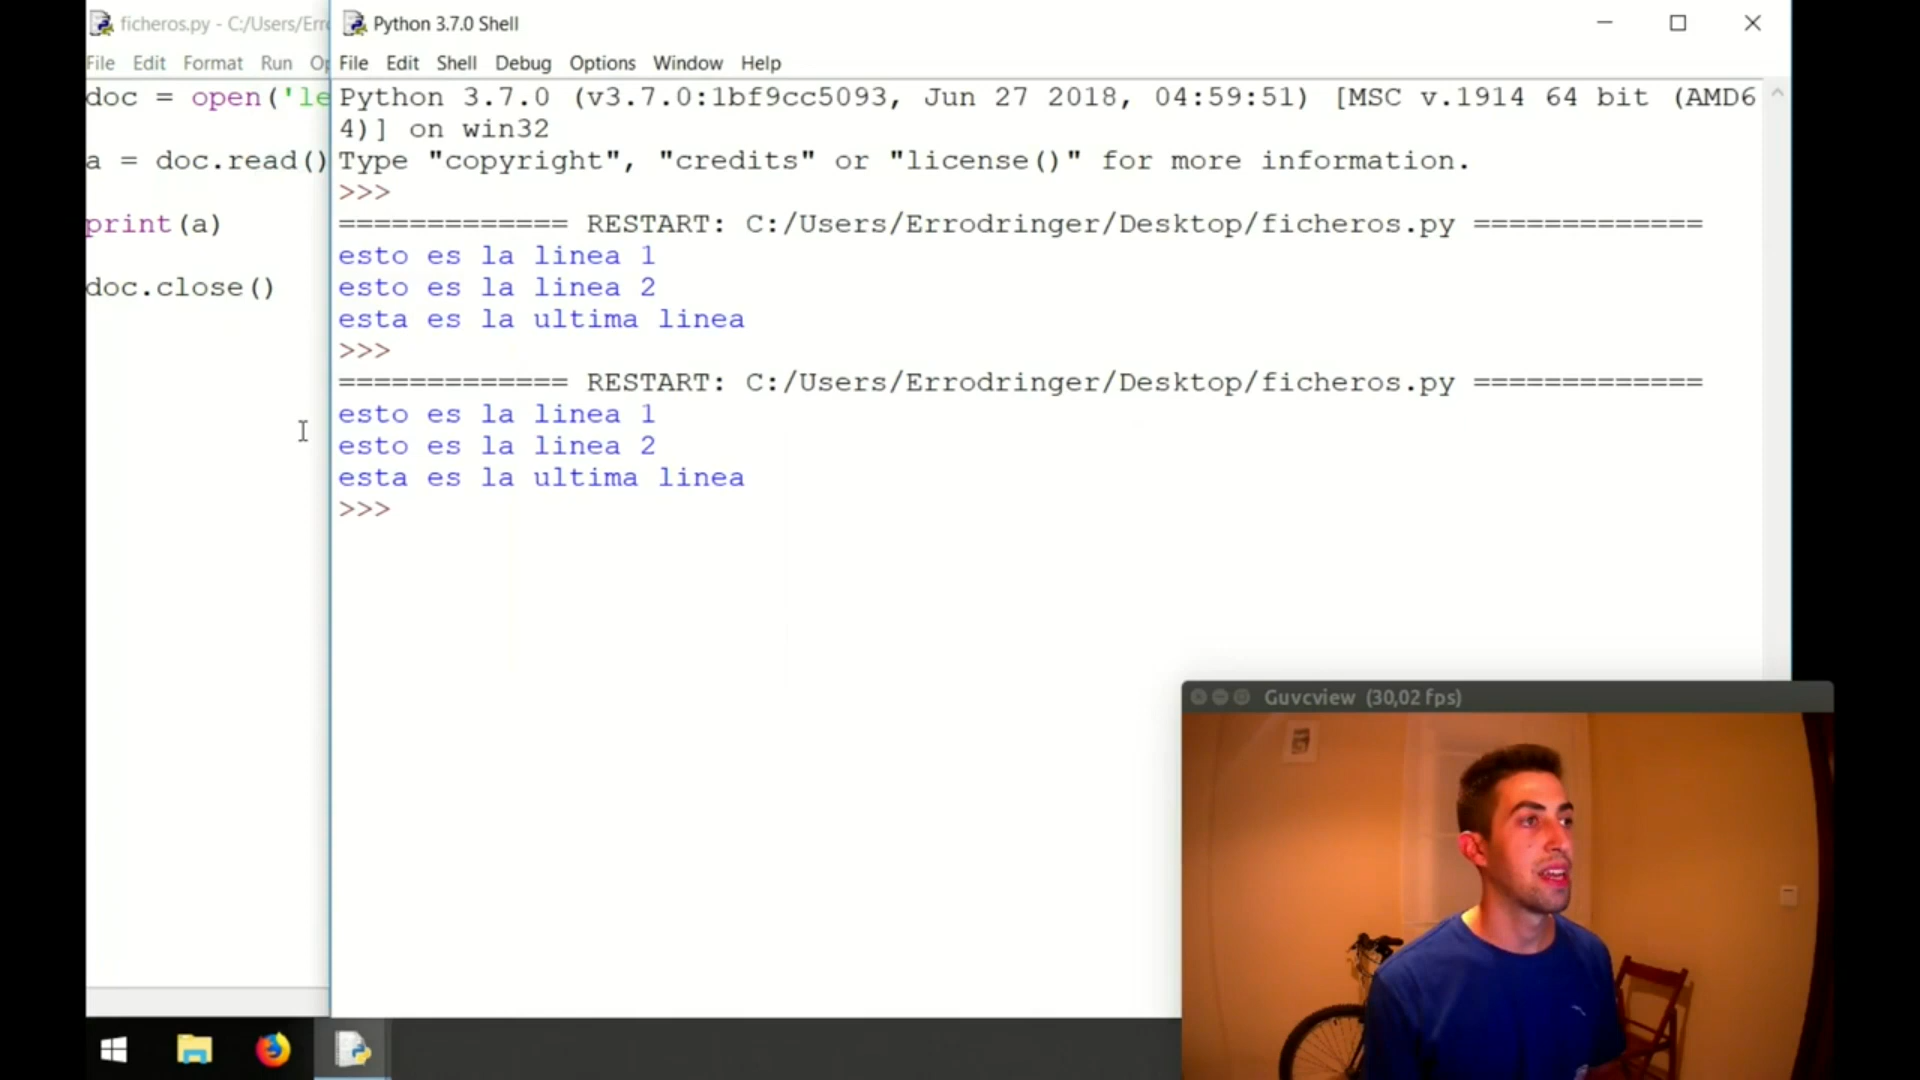 ficheros.py - C:/Users/Err
File Edit Format Run Op
doc = open('le
a = doc.read()
print(a)
doc.close()
Python 3.7.0 Shell
File Edit Shell Debug Options Window Help
Python 3.7.0 (v3.7.0:1bf9cc5093, Jun 27 2018, 04:59:51) [MSC v.1914 64 bit (AMD6
4)] on win32
Type "copyright", "credits" or "license()" for more information.
>>>
============= RESTART: C:/Users/Errodringer/Desktop/ficheros.py =============
esto es la linea 1
esto es la linea 2
esta es la ultima linea
>>>
============= RESTART: C:/Users/Errodringer/Desktop/ficheros.py =============
esto es la linea 1
esto es la linea 2
esta es la ultima linea
>>>
Guvcview (30,02 fps)